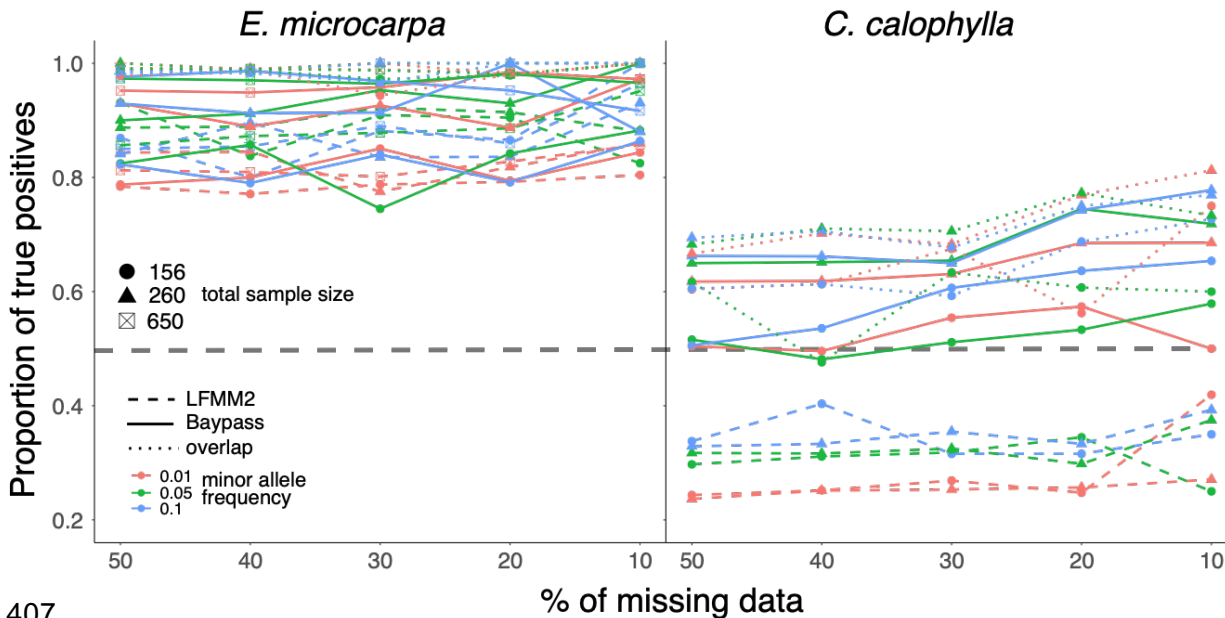 E. microcarpa
C. calophylla
Proportion of true positives
1.0
0.8
0.6
0.4
0.2
156
260 total sample size
650
LFMM2
Baypass
overlap
0.01 minor allele
0.05 frequency
0.1
50 40 30 20 10
50 40 30 20 10
% of missing data
407